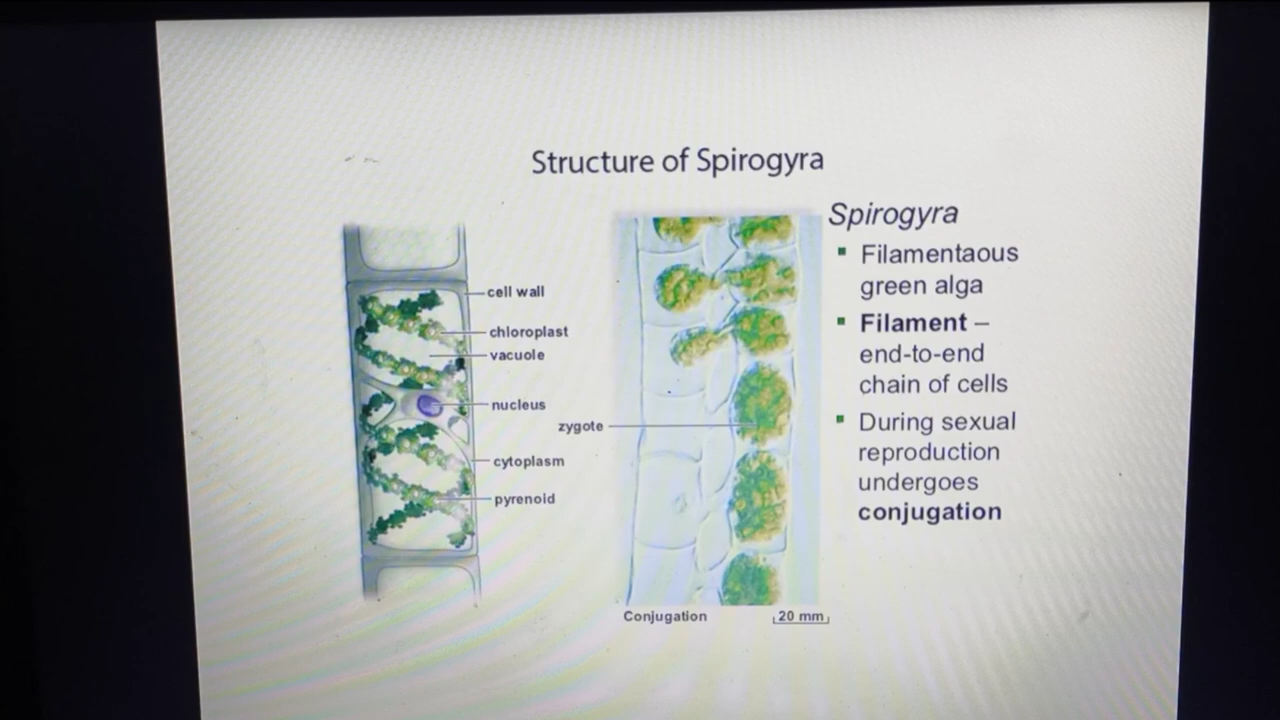 Structure of Spirogyra
cell wall
chloroplast
vacuole
nucleus
cytoplasm
pyrenoid
zygote
Conjugation
20 mm
Spirogyra
▪ Filamentaous
green alga
▪ Filament –
end-to-end
chain of cells
▪ During sexual
reproduction
undergoes
conjugation